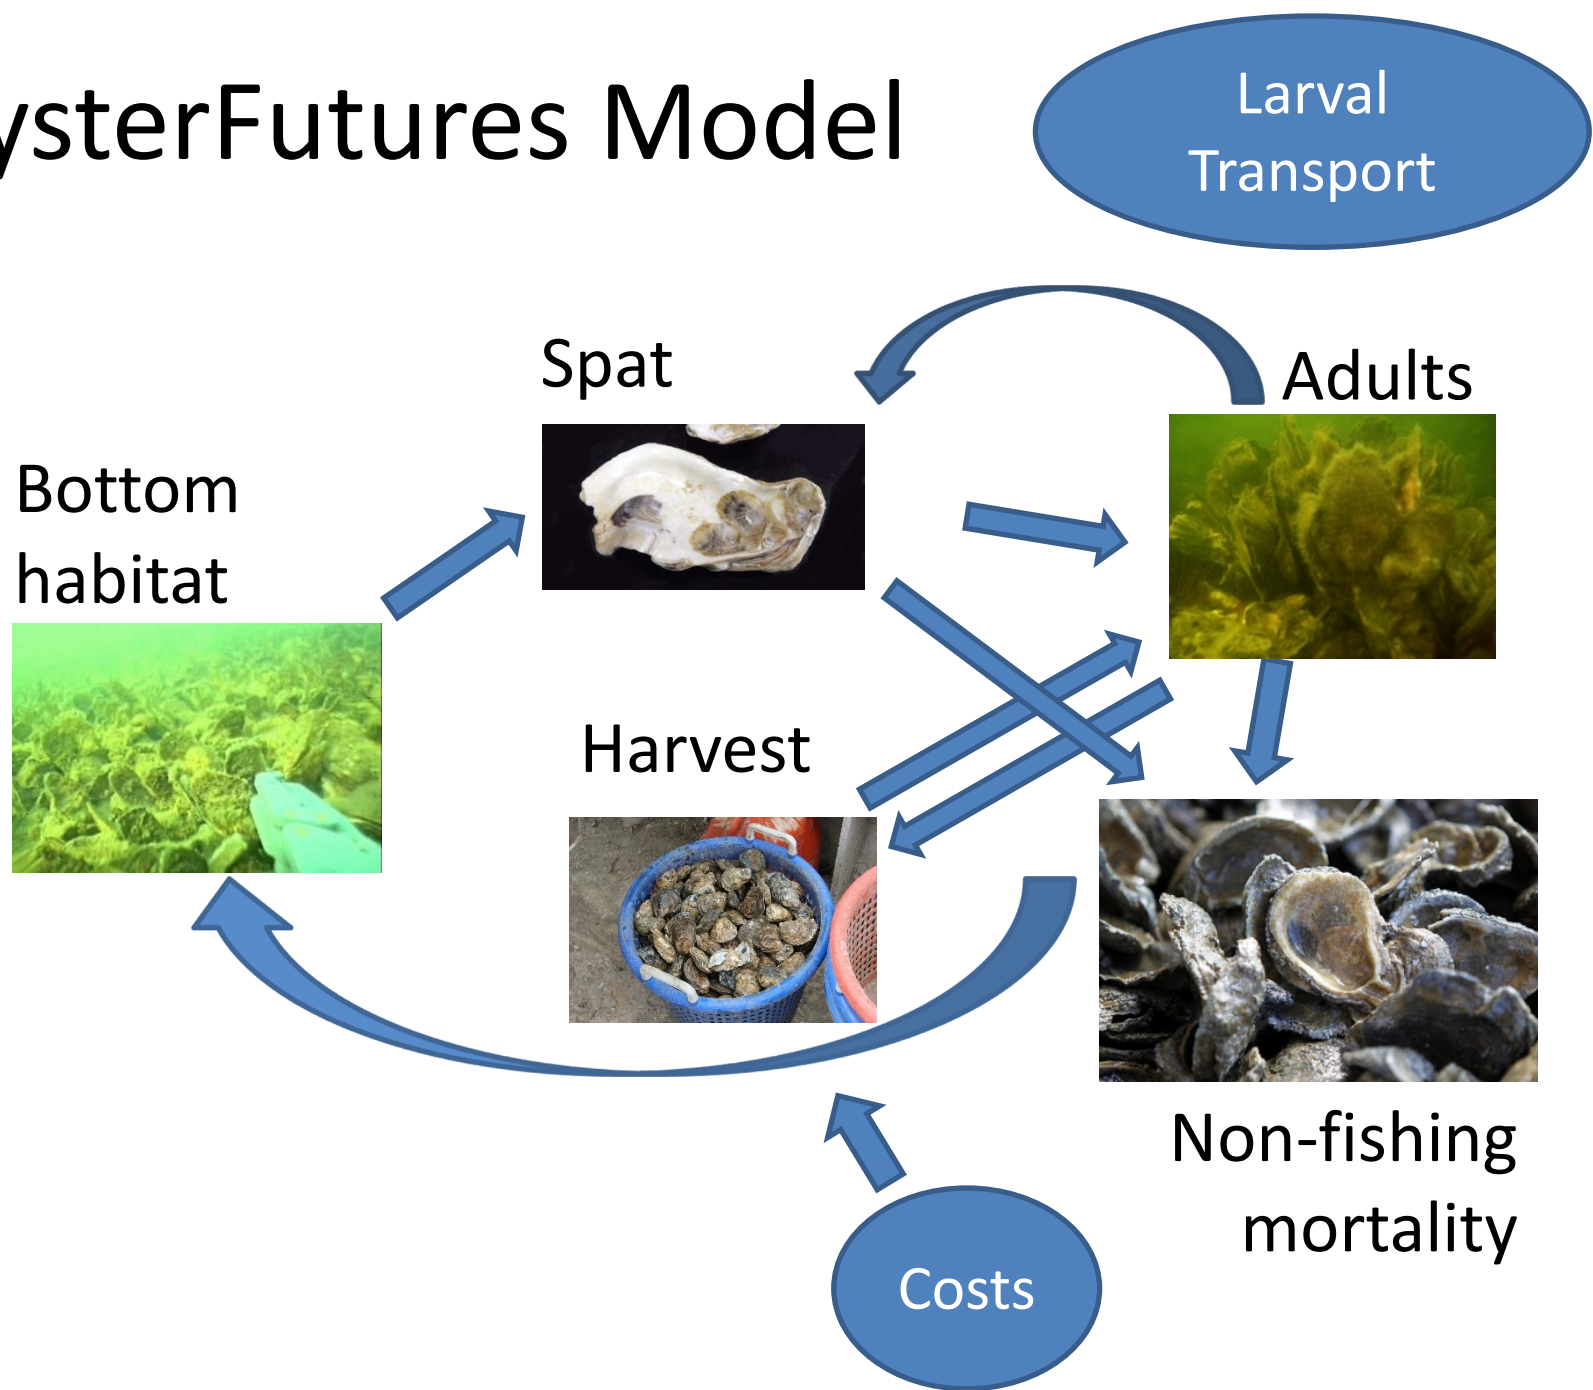 ysterFutures Model
Larval
Transport
Spat
Adults
Bottom
habitat
Harvest
Non-fishing
mortality
Costs